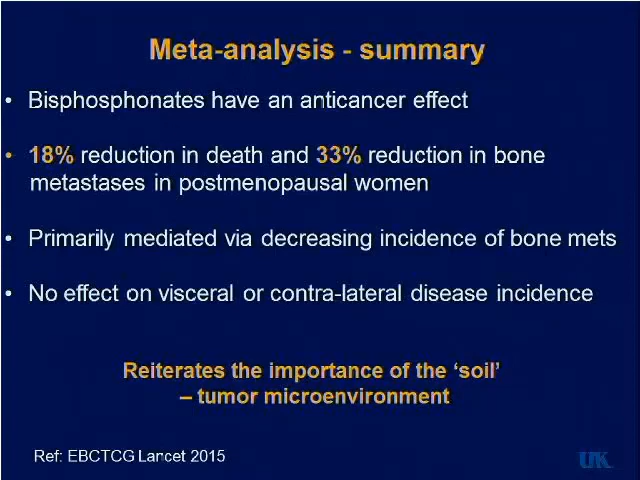 Meta-analysis - summary
• Bisphosphonates have an anticancer effect
• 18% reduction in death and 33% reduction in bone
metastases in postmenopausal women
• Primarily mediated via decreasing incidence of bone mets
• No effect on visceral or contra-lateral disease incidence
Reiterates the importance of the ‘soil’
– tumor microenvironment
Ref: EBCTCG Lancet 2015
UK